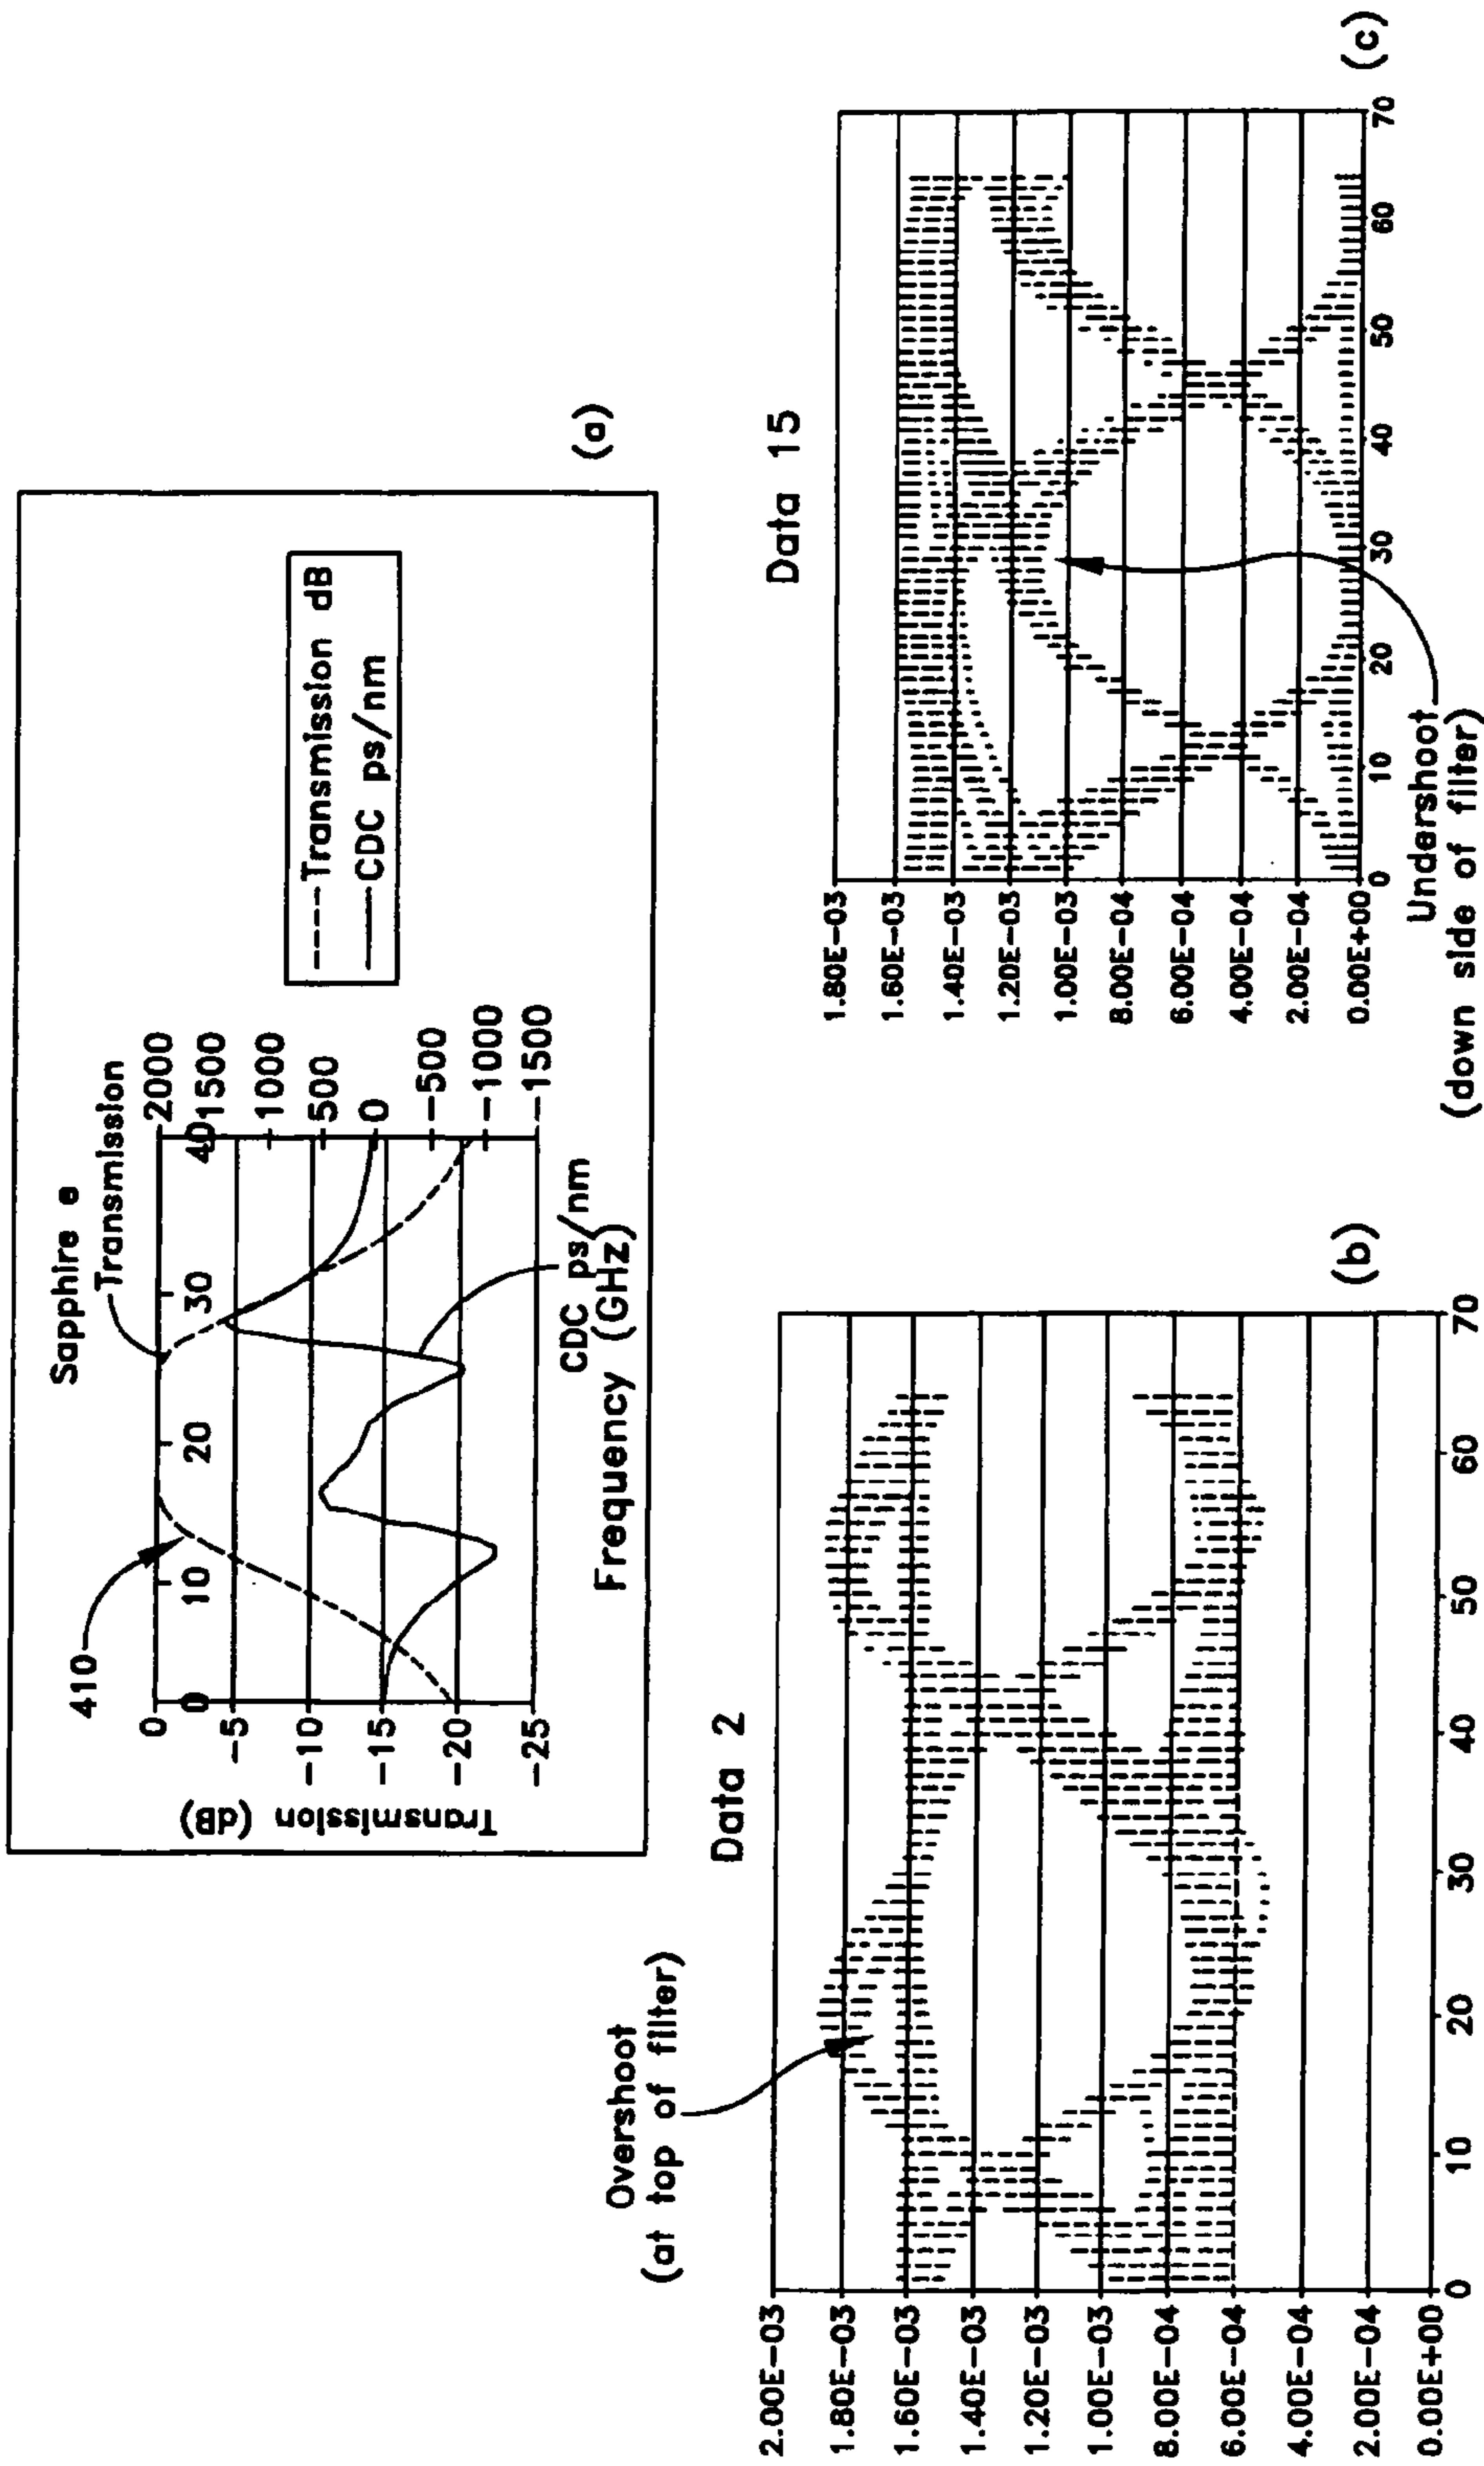 Sapphire e
410
Transmission
0
-5
-10
-15
-20
-25
Transmission (dB)
0
10
20
30
40
2000
1500
1000
500
0
-500
-1000
-1500
CDC ps/nm
Frequency (GHz)
Transmission dB
CDC ps/nm
(a)
Data 2
Overshoot
(at top of filter)
2.00E-03
1.80E-03
1.60E-03
1.40E-03
1.20E-03
1.00E-03
8.00E-04
6.00E-04
4.00E-04
2.00E-04
0.00E+00
0
10
20
30
40
50
60
70
(b)
Data 15
1.80E-03
1.60E-03
1.40E-03
1.20E-03
1.00E-03
8.00E-04
6.00E-04
4.00E-04
2.00E-04
0.00E+00
0
10
20
30
40
50
60
70
Undershoot
(down side of filter)
(c)